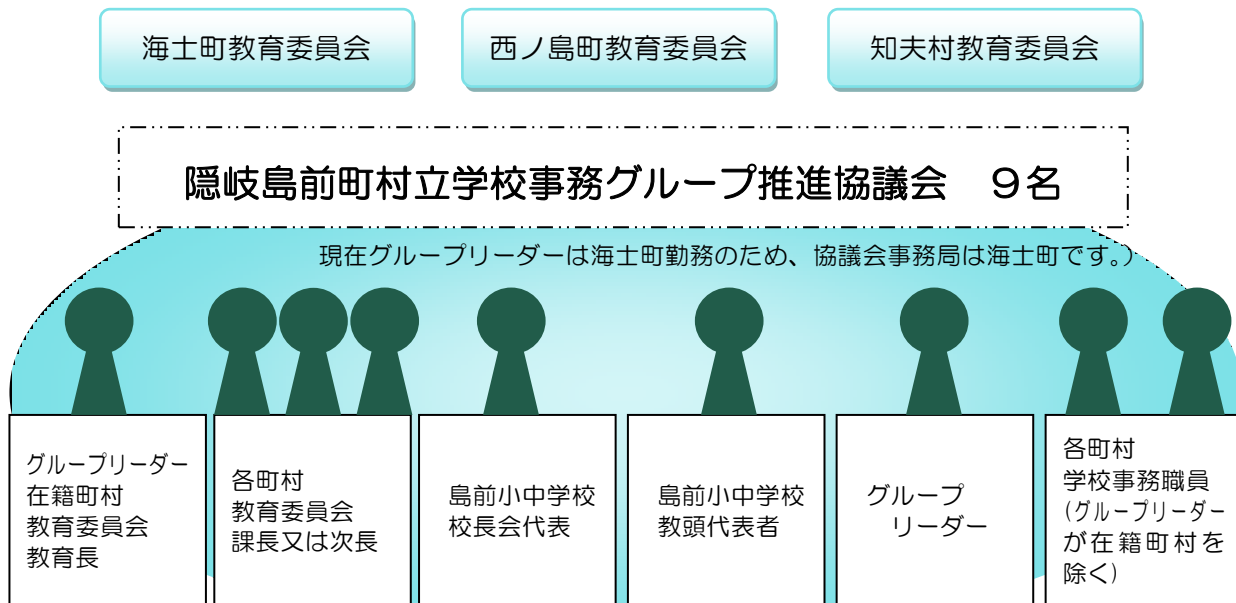 海士町教育委員会
西ノ島町教育委員会
知夫村教育委員会
隠岐島前町村立学校事務グループ推進協議会　９名
現在グループリーダーは海士町勤務のため、協議会事務局は海士町です。）
グループリーダー
在籍町村
教育委員会
教育長
各町村
教育委員会
課長又は次長
島前小中学校
校長会代表
島前小中学校
教頭代表者
グループ
リーダー
各町村
学校事務職員
(グループリーダー
が在籍町村を
除く)